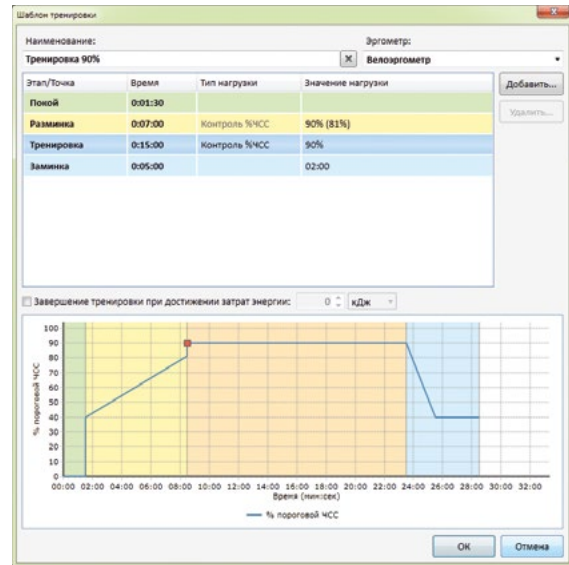 Шаблон тренировки
Наименование: Эргометр:
Тренировка 90% Велоэргометр
Этап/Точка Время Тип нагрузки Значение нагрузки Добавить...
Покой 0:01:30 Удалить...
Разминка 0:07:00 Контроль %ЧСС 90% (81%)
Тренировка 0:15:00 Контроль %ЧСС 90%
Заминка 0:05:00 02:00
Завершение тренировки при достижении затрат энергии: 0 кДж
% пороговой ЧСС
100
90
80
70
60
50
40
30
20
10
0
00:00 02:00 04:00 06:00 08:00 10:00 12:00 14:00 16:00 18:00 20:00 22:00 24:00 26:00 28:00 30:00 32:00
Время (мин:сек)
% пороговой ЧСС
ОК Отмена